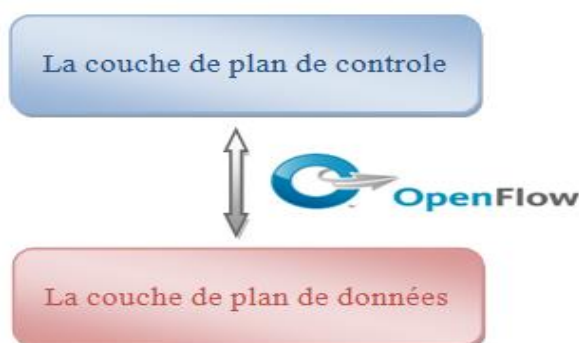 La couche de plan de controle
OpenFlow
La couche de plan de données